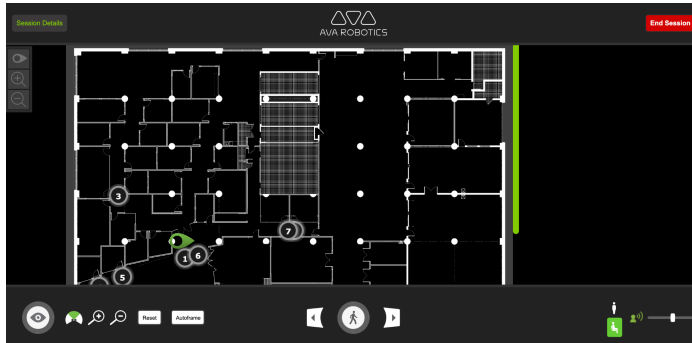 Session Details
AVA ROBOTICS
End Session
3
7
1
6
5
Reset
Autoframe